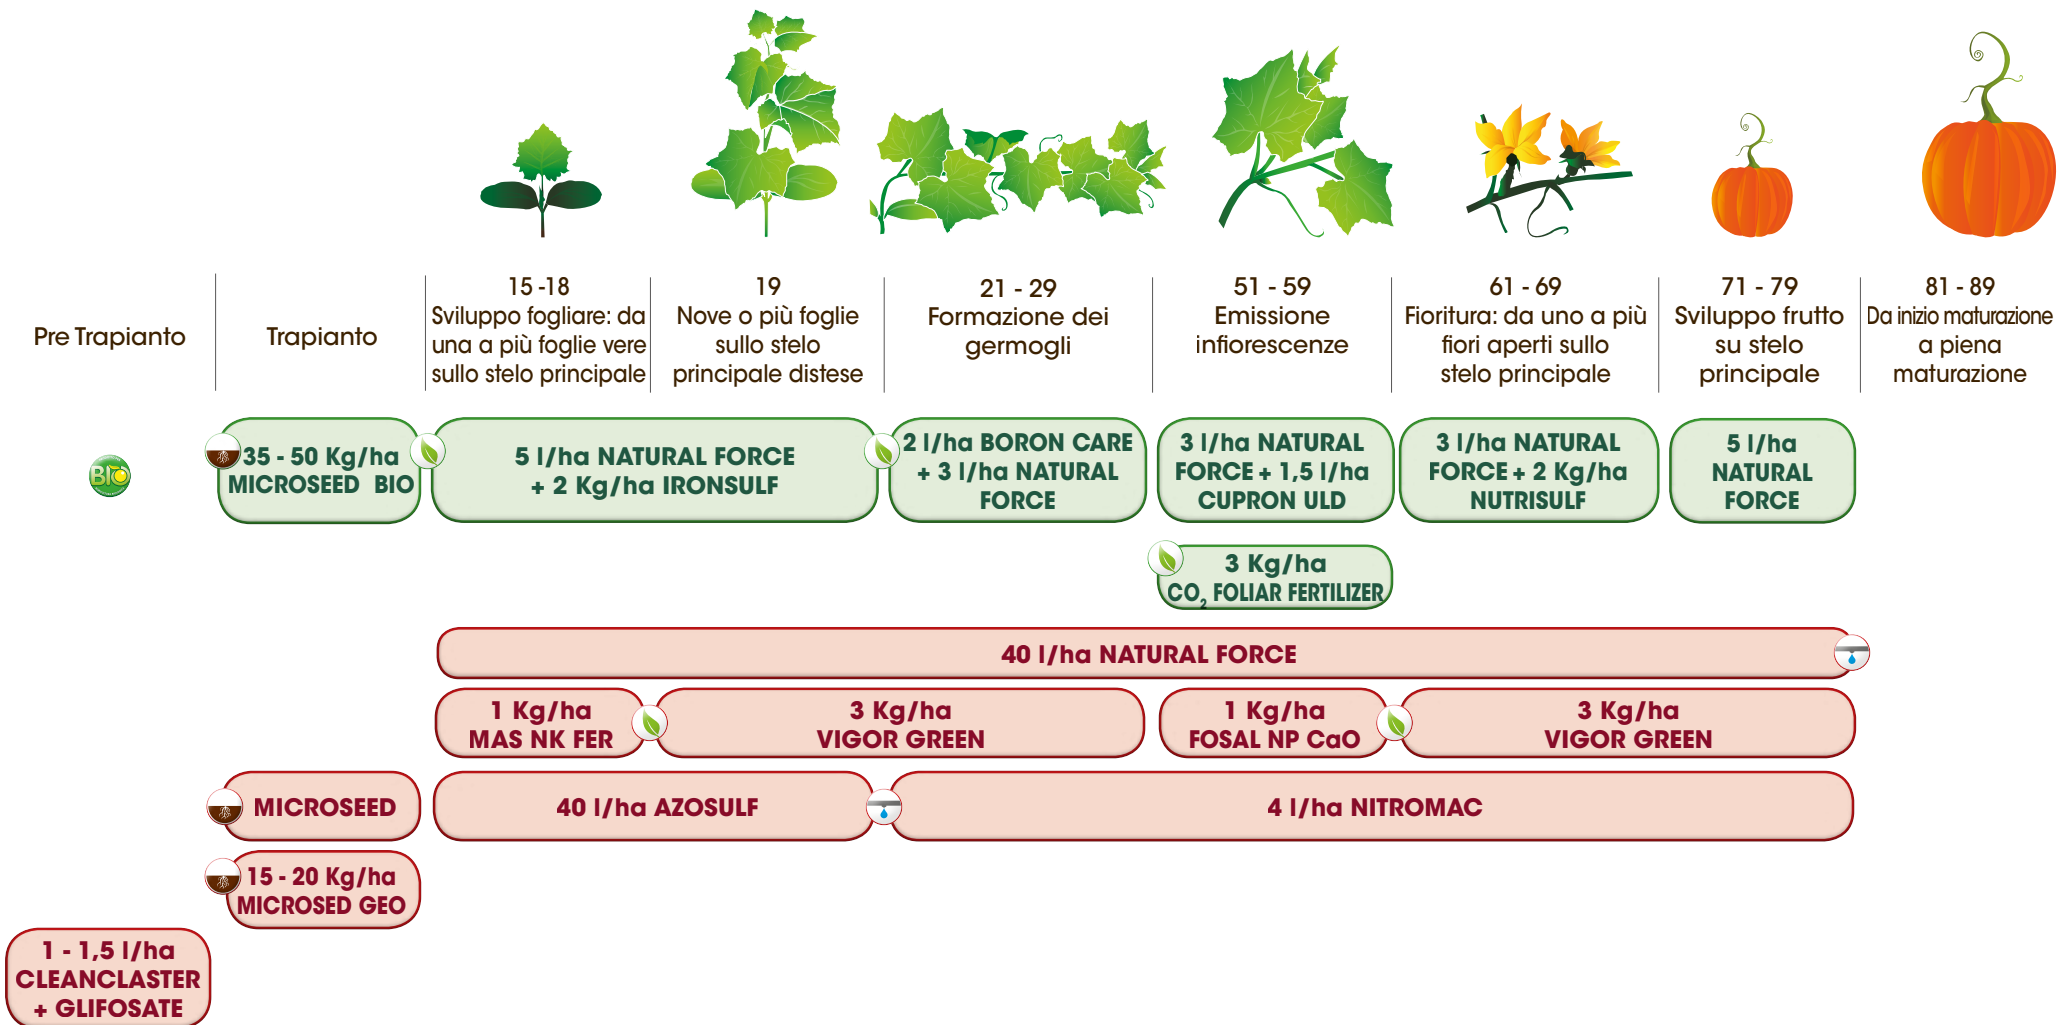 Pre Trapianto
Trapianto
15 -18
Sviluppo fogliare: da
una a più foglie vere
sullo stelo principale
19
Nove o più foglie
sullo stelo
principale distese
21 - 29
Formazione dei
germogli
51 - 59
Emissione
infiorescenze
61 - 69
Fioritura: da uno a più
fiori aperti sullo
stelo principale
71 - 79
Sviluppo frutto
su stelo
principale
81 - 89
Da inizio maturazione
a piena
maturazione
BIO
35 - 50 Kg/ha
MICROSEED BIO
5 l/ha NATURAL FORCE
+ 2 Kg/ha IRONSULF
2 l/ha BORON CARE
+ 3 l/ha NATURAL
FORCE
3 l/ha NATURAL
FORCE + 1,5 l/ha
CUPRON ULD
3 l/ha NATURAL
FORCE + 2 Kg/ha
NUTRISULF
5 l/ha
NATURAL
FORCE
3 Kg/ha
CO₂ FOLIAR FERTILIZER
40 l/ha NATURAL FORCE
1 Kg/ha
MAS NK FER
3 Kg/ha
VIGOR GREEN
1 Kg/ha
FOSAL NP CaO
3 Kg/ha
VIGOR GREEN
MICROSEED
40 l/ha AZOSULF
4 l/ha NITROMAC
15 - 20 Kg/ha
MICROSED GEO
1 - 1,5 l/ha
CLEANCLASTER
+ GLIFOSATE